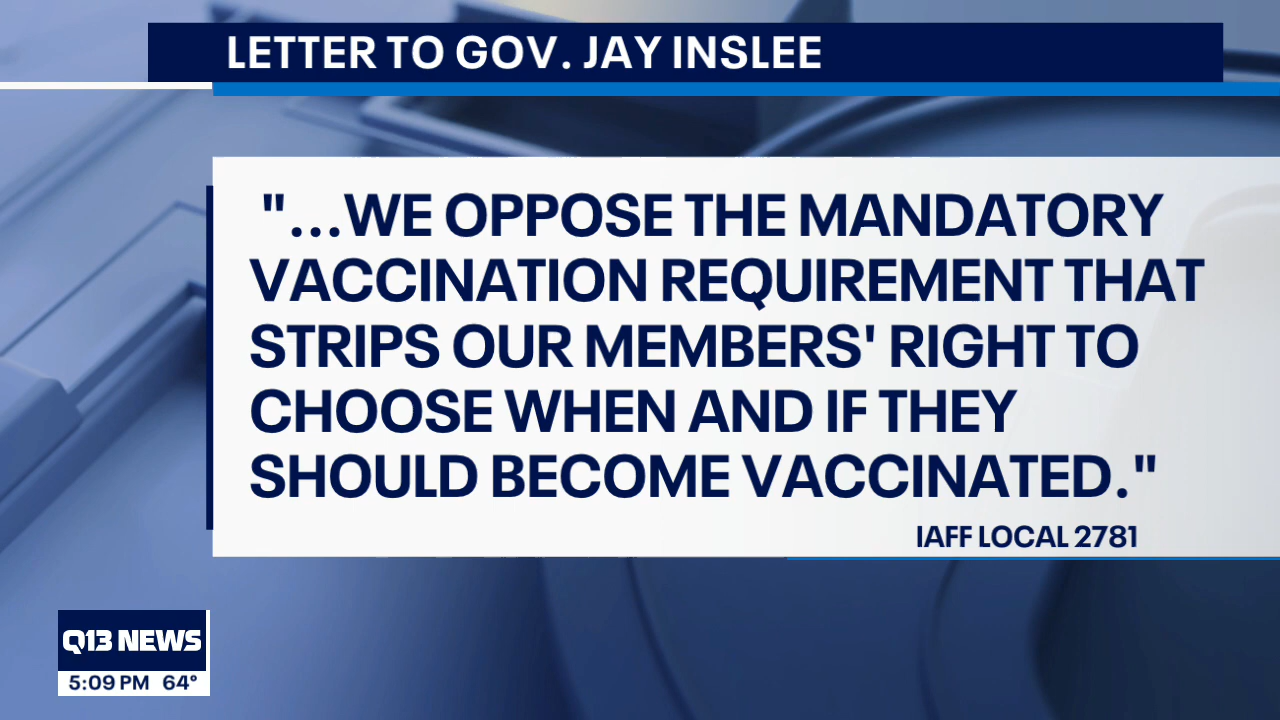 LETTER TO GOV. JAY INSLEE
"...WE OPPOSE THE MANDATORY
VACCINATION REQUIREMENT THAT
STRIPS OUR MEMBERS' RIGHT TO
CHOOSE WHEN AND IF THEY
SHOULD BECOME VACCINATED."
IAFF LOCAL 2781
Q13 NEWS
5:09 PM 64°